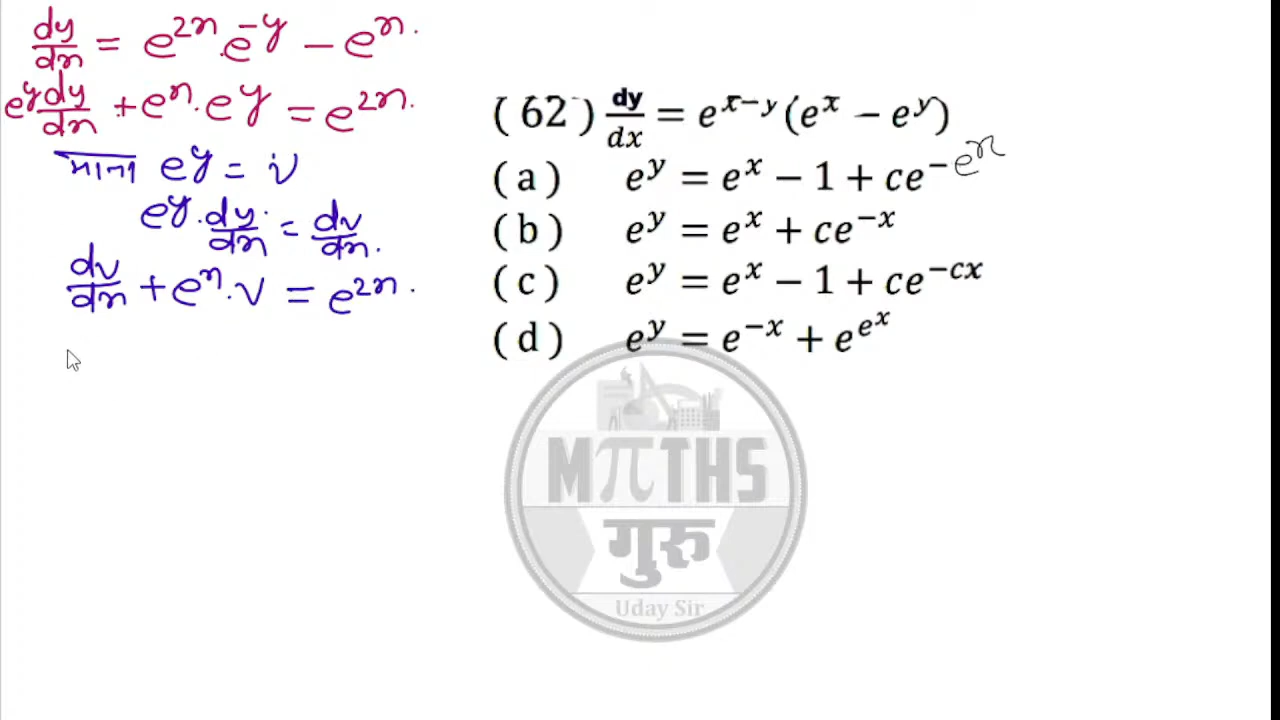 dy/dx = e^{2x}.e^{-y} − e^x.
e^y dy/dx + e^x.e^y = e^{2x}.
माना e^y = v
e^y.dy/dx = dv/dx.
dv/dx + e^x.v = e^{2x}.
(62) dy/dx = e^{x−y}(e^x − e^y)
(a) e^y = e^x − 1 + ce^{−e^x}
(b) e^y = e^x + ce^{−x}
(c) e^y = e^x − 1 + ce^{−cx}
(d) e^y = e^{−x} + e^{e^x}
MπTHS
गुरु
Uday Sir